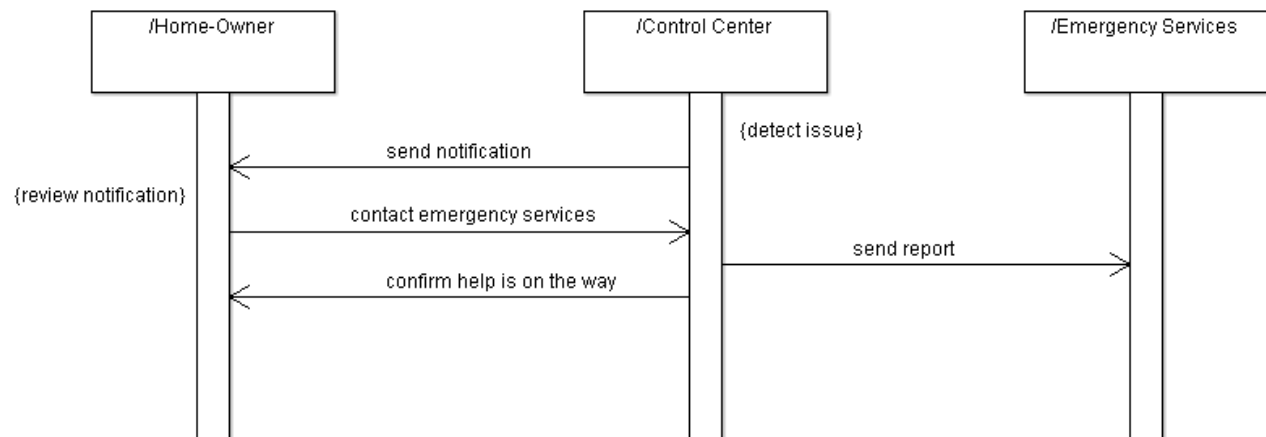 /Home-Owner
/Control Center
/Emergency Services
{detect issue}
send notification
{review notification}
contact emergency services
send report
confirm help is on the way